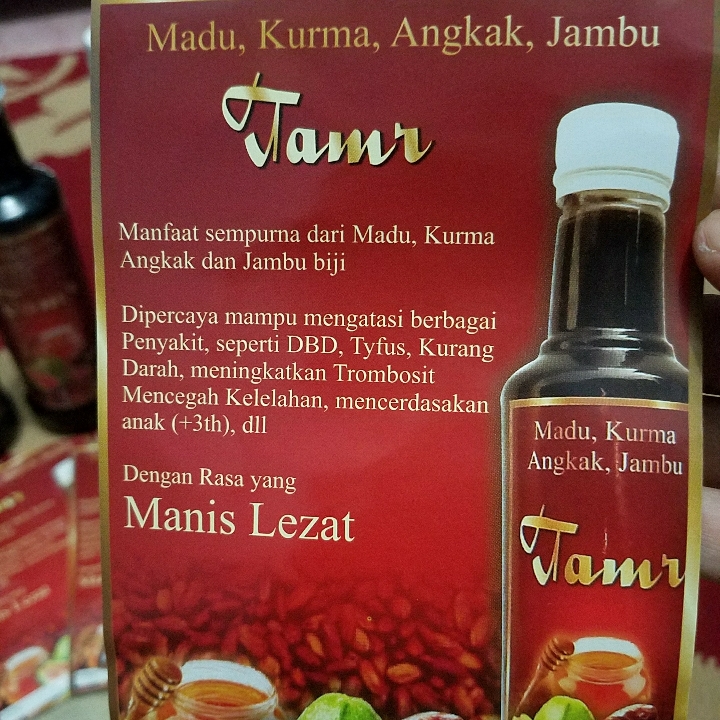 Madu, Kurma, Angkak, Jambu
Tamr
Manfaat sempurna dari Madu, Kurma
Angkak dan Jambu biji
Dipercaya mampu mengatasi berbagai
Penyakit, seperti DBD, Tyfus, Kurang
Darah, meningkatkan Trombosit
Mencegah Kelelahan, mencerdasakan
anak (+3th), dll
Dengan Rasa yang
Manis Lezat
Madu, Kurma
Angkak, Jambu
Tamr